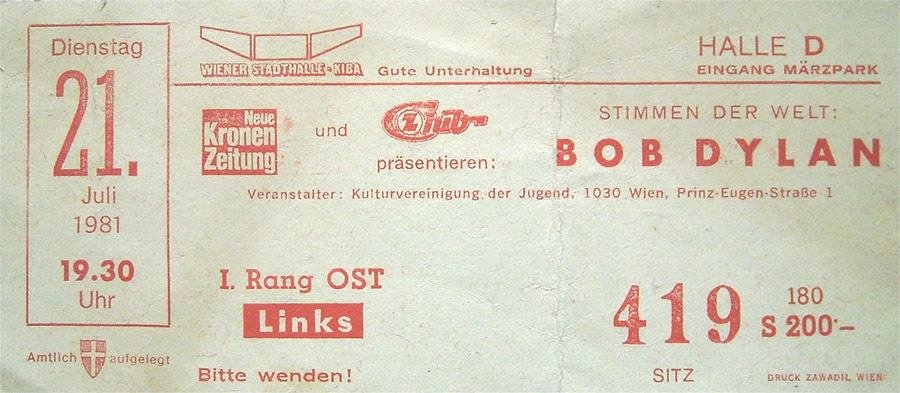 Dienstag
21.
Juli
1981
19.30
Uhr
Amtlich aufgelegt
WIENER STADTHALLE-KIBA Gute Unterhaltung
HALLE D
EINGANG MÄRZPARK
Neue
Kronen
Zeitung
und
Z Club
präsentieren:
STIMMEN DER WELT:
BOB DYLAN
Veranstalter: Kulturvereinigung der Jugend, 1030 Wien, Prinz-Eugen-Straße 1
I. Rang OST
Links
Bitte wenden!
419
SITZ
180
S 200·–
DRUCK ZAWADIL WIEN